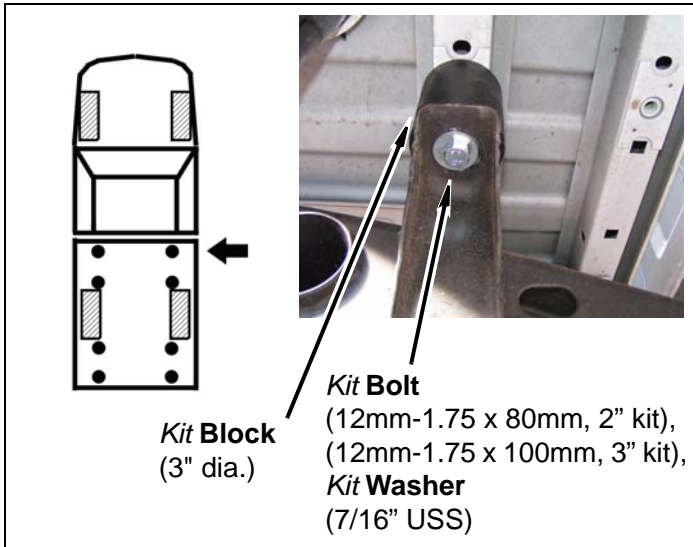 Kit Block
(3" dia.)
Kit Bolt
(12mm-1.75 x 80mm, 2” kit),
(12mm-1.75 x 100mm, 3” kit),
Kit Washer
(7/16” USS)